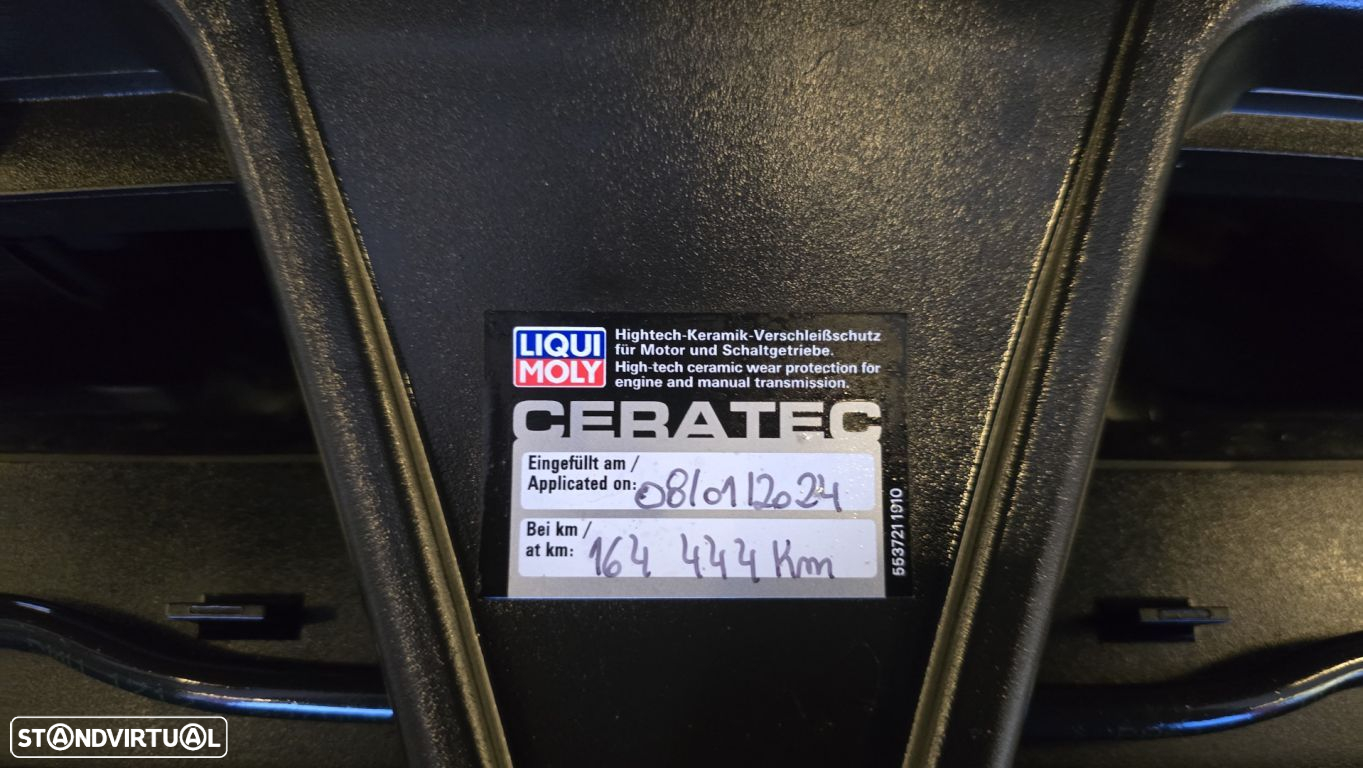 LIQUI
MOLY
Hightech-Keramik-Verschleißschutz
für Motor und Schaltgetriebe.
High-tech ceramic wear protection for
engine and manual transmission.
CERATEC
Eingefüllt am /
Applicated on: 08/01/2024
Bei km /
at km: 164 444 Km
5537211910
STANDVIRTUAL